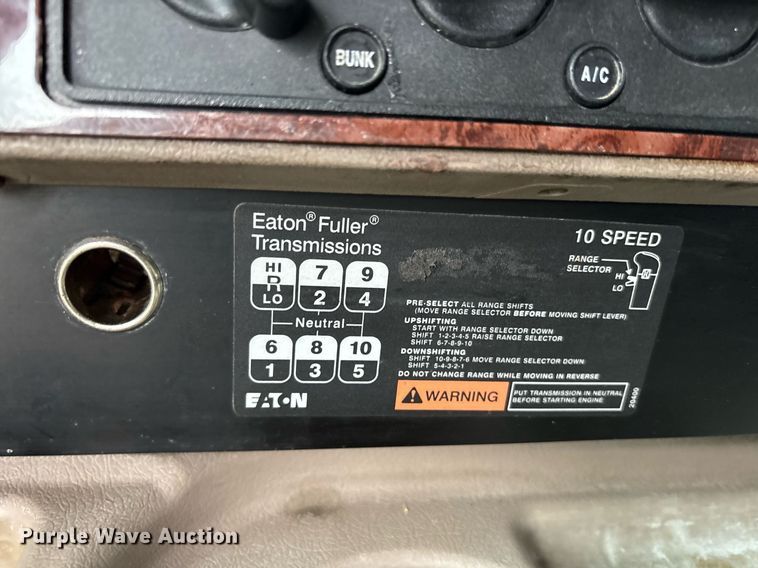 BUNK
A/C
Eaton® Fuller®
Transmissions
10 SPEED
RANGE
SELECTOR
HI
LO
HI 7 9
R
LO 2 4
Neutral
6 8 10
1 3 5
PRE-SELECT ALL RANGE SHIFTS
(MOVE RANGE SELECTOR BEFORE MOVING SHIFT LEVER)
UPSHIFTING
START WITH RANGE SELECTOR DOWN
SHIFT 1-2-3-4-5 RAISE RANGE SELECTOR
SHIFT 6-7-8-9-10
DOWNSHIFTING
SHIFT 10-9-8-7-6 MOVE RANGE SELECTOR DOWN
SHIFT 5-4-3-2-1
DO NOT CHANGE RANGE WHILE MOVING IN REVERSE
EATON
WARNING
PUT TRANSMISSION IN NEUTRAL
BEFORE STARTING ENGINE
20400
Purple Wave Auction